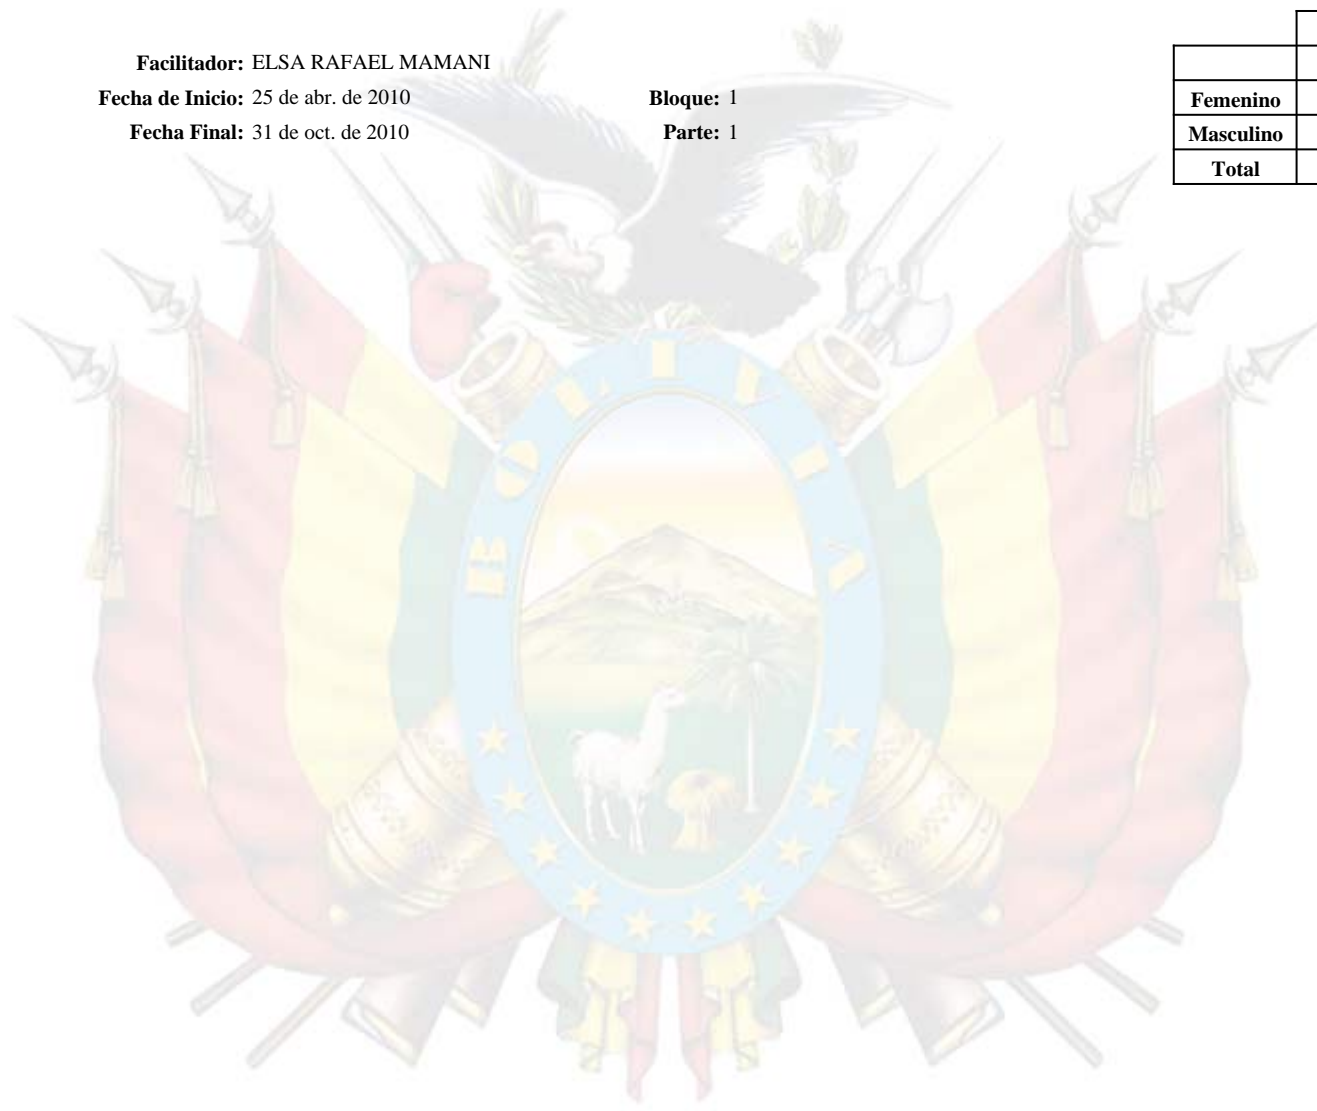 Facilitador: ELSA RAFAEL MAMANI
Fecha de Inicio: 25 de abr. de 2010 Bloque: 1
Fecha Final: 31 de oct. de 2010 Parte: 1
Femenino
Masculino
Total
BOLIVIA